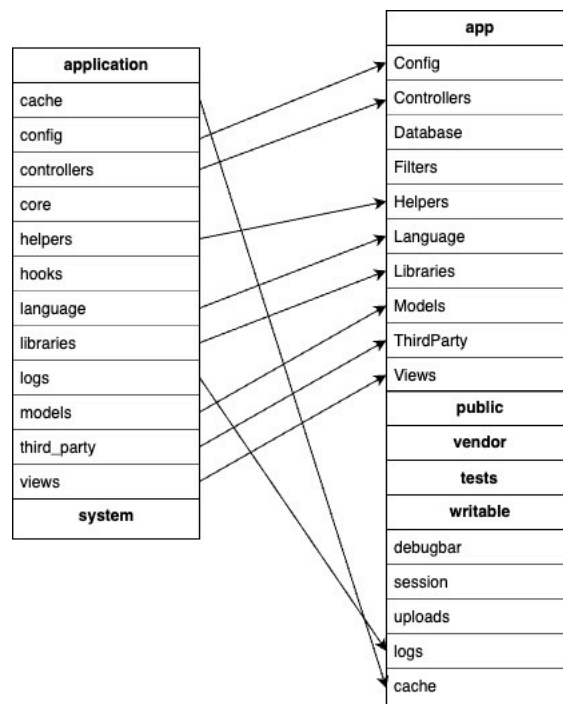 application
cache
config
controllers
core
helpers
hooks
language
libraries
logs
models
third_party
views
system
app
Config
Controllers
Database
Filters
Helpers
Language
Libraries
Models
ThirdParty
Views
public
vendor
tests
writable
debugbar
session
uploads
logs
cache